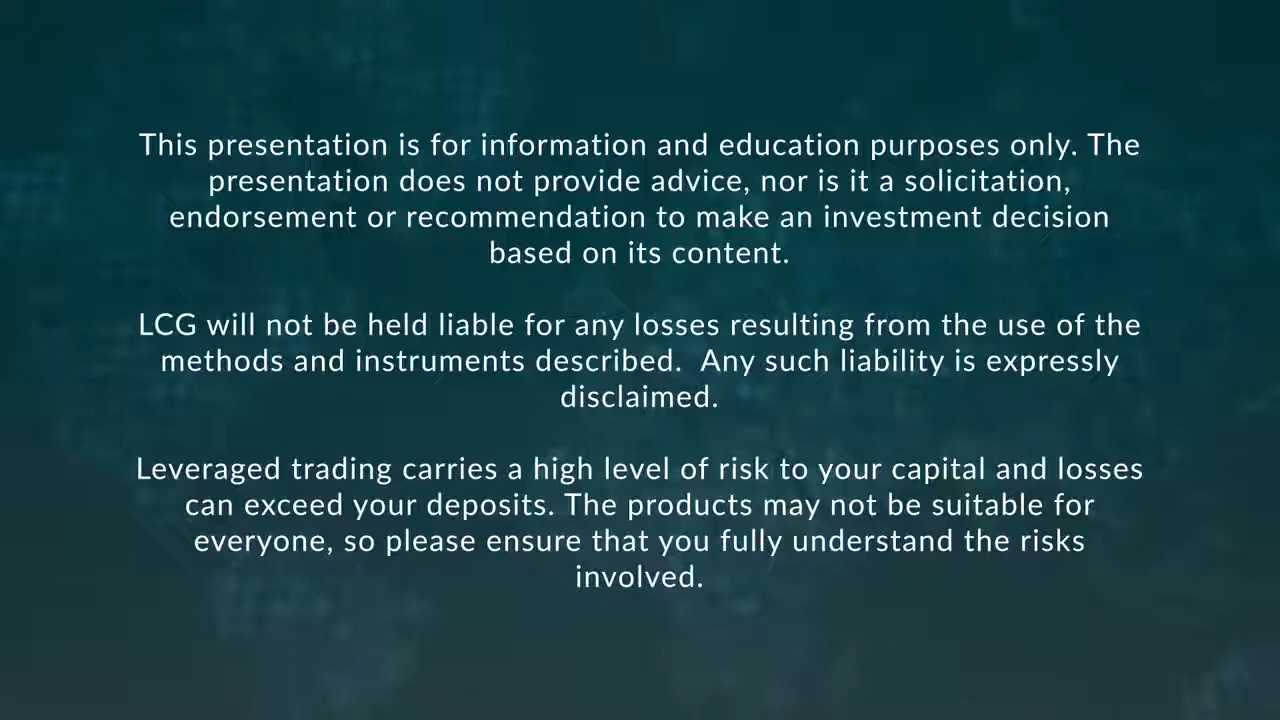 This presentation is for information and education purposes only. The
presentation does not provide advice, nor is it a solicitation,
endorsement or recommendation to make an investment decision
based on its content.
LCG will not be held liable for any losses resulting from the use of the
methods and instruments described.  Any such liability is expressly
disclaimed.
Leveraged trading carries a high level of risk to your capital and losses
can exceed your deposits. The products may not be suitable for
everyone, so please ensure that you fully understand the risks
involved.